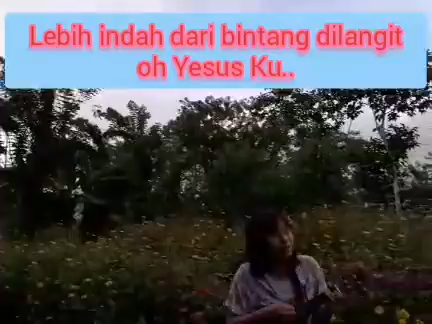 Lebih indah dari bintang dilangit
oh Yesus Ku..